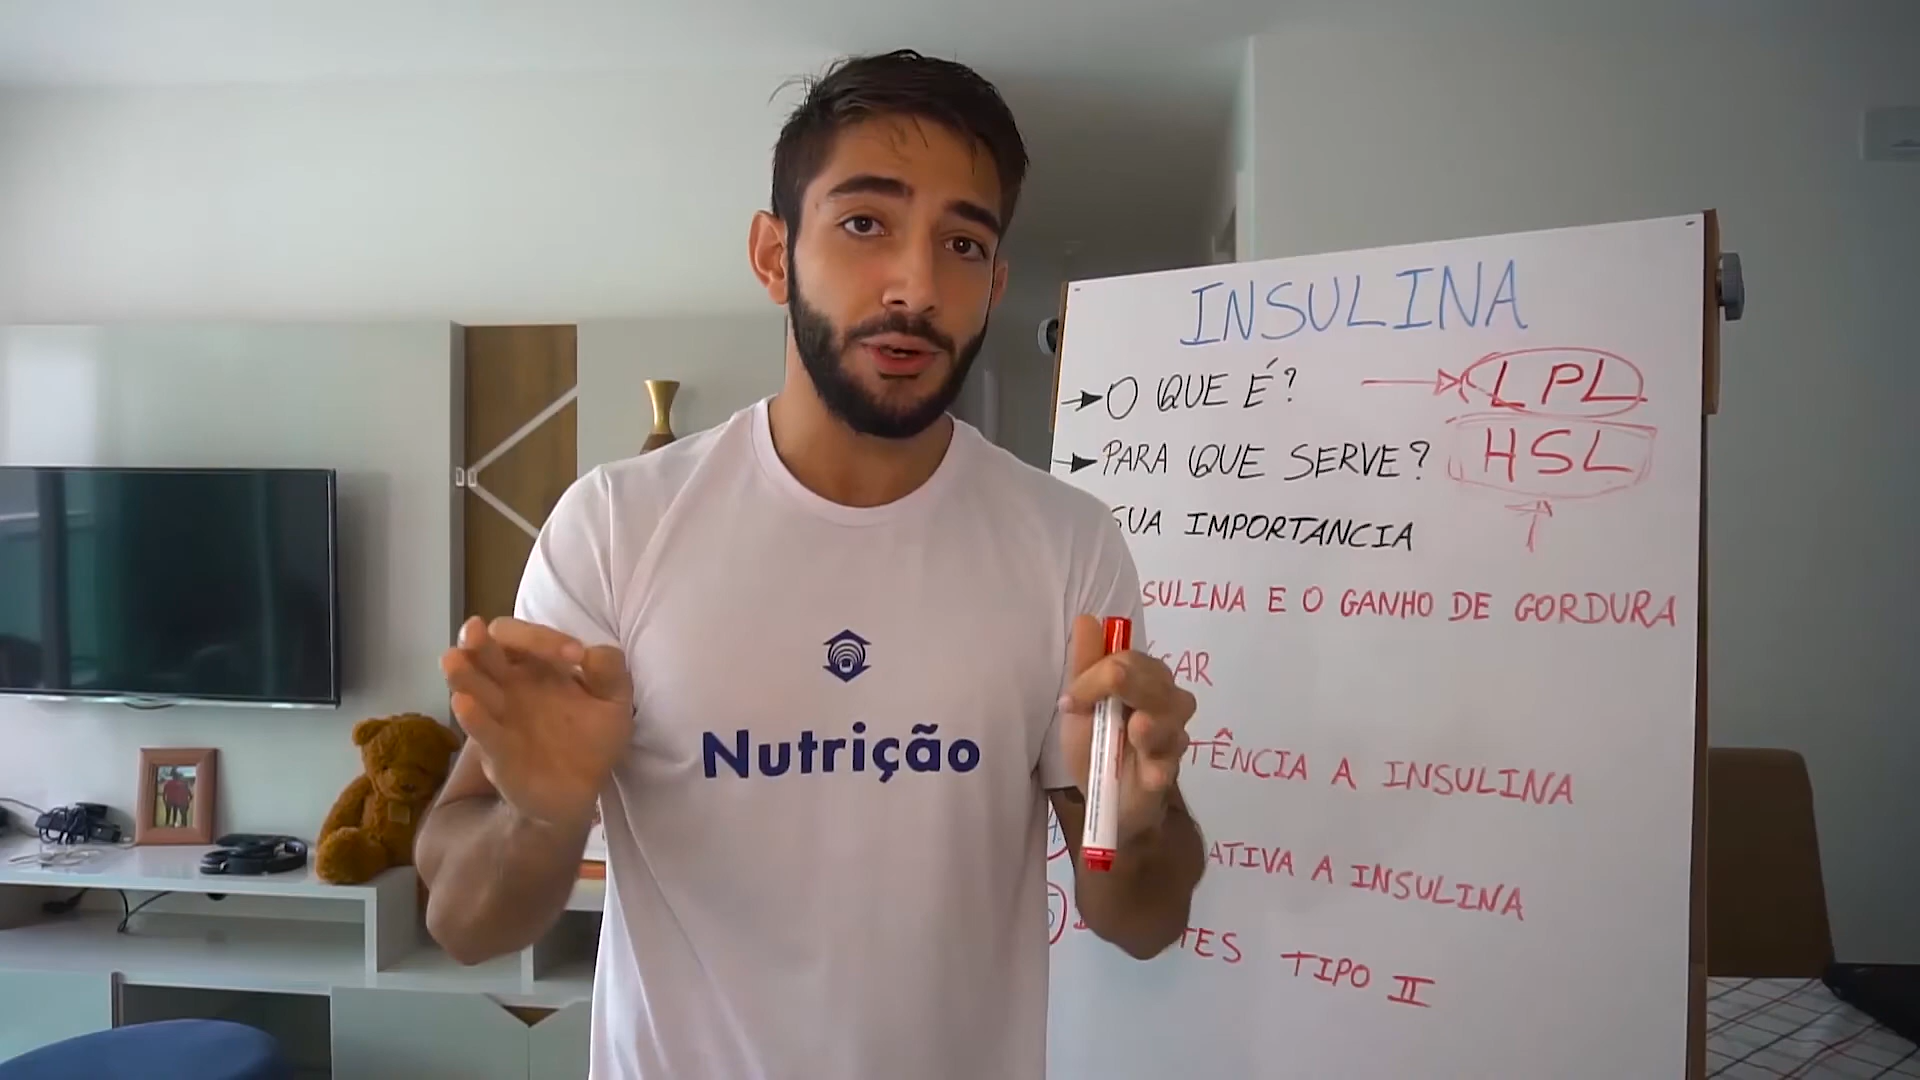 INSULINA
O QUE É? LPL
PARA QUE SERVE? HSL
SUA IMPORTANCIA
SULINA E O GANHO DE GORDURA
TÊNCIA A INSULINA
ATIVA A INSULINA
TES TIPO II
Nutrição